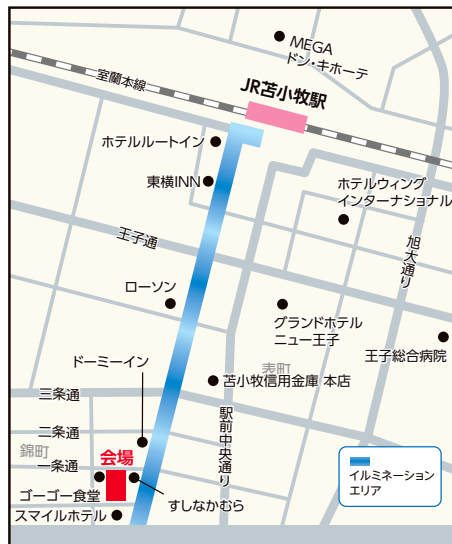 MEGA
ドン・キホーテ
室蘭本線
JR苫小牧駅
ホテルルートイン
東横INN
ホテルウィング
インターナショナル
旭大通り
王子通
ローソン
グランドホテル
ニュー王子
王子総合病院
ドーミーイン
表町
苫小牧信用金庫 本店
三条通
駅前中央通り
二条通
錦町
会場
一条通
ゴーゴー食堂
すしなかむら
スマイルホテル
イルミネーション
エリア